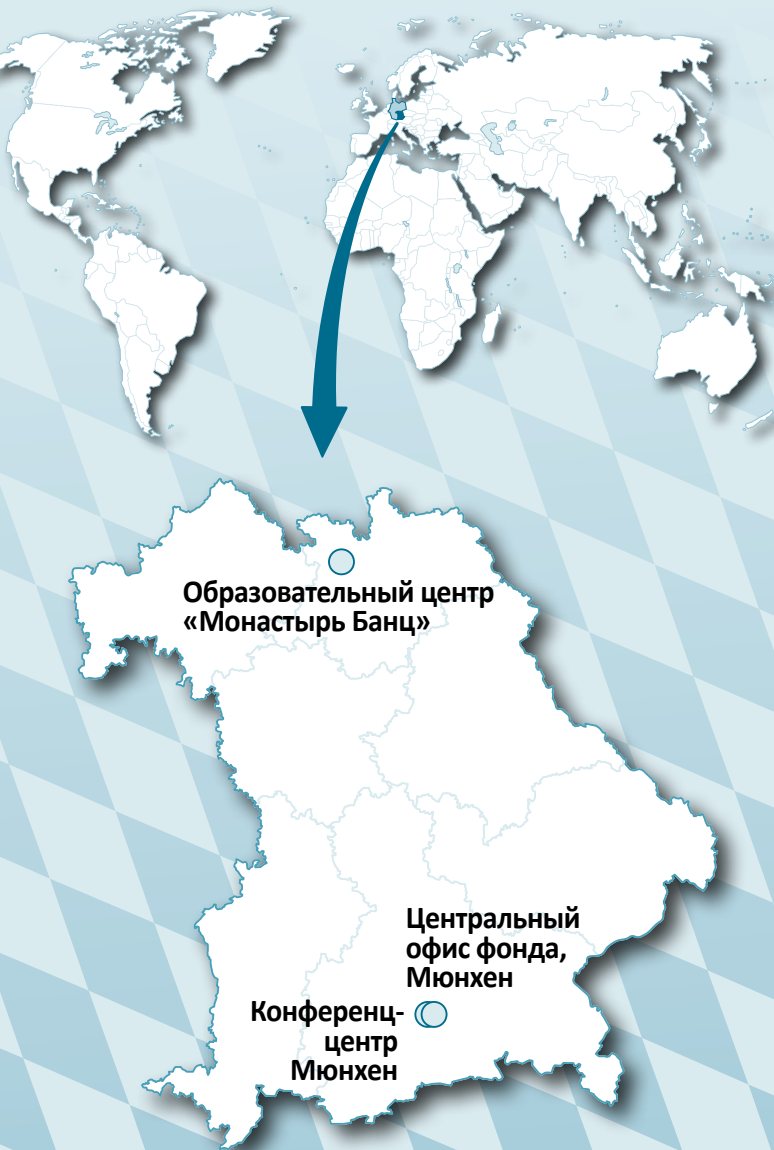 Образовательный центр
«Монастырь Банц»
Центральный
офис фонда,
Мюнхен
Конференц-
центр
Мюнхен